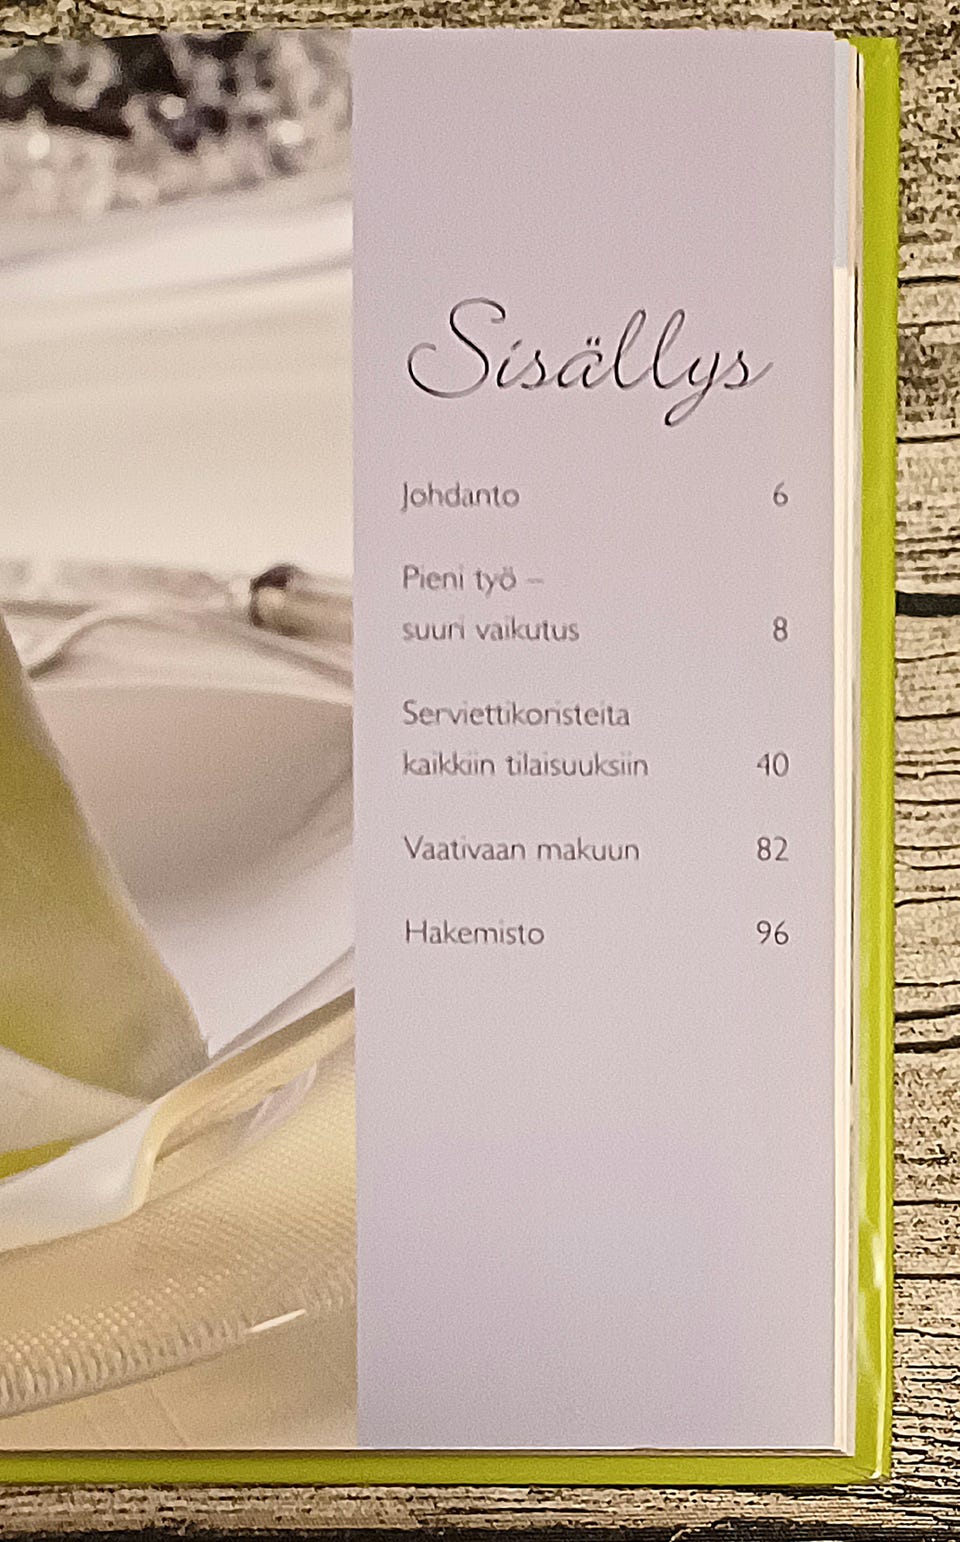 Sisällys
Johdanto 6
Pieni työ –
suuri vaikutus 8
Serviettikoristeita
kaikkiin tilaisuuksiin 40
Vaativaan makuun 82
Hakemisto 96